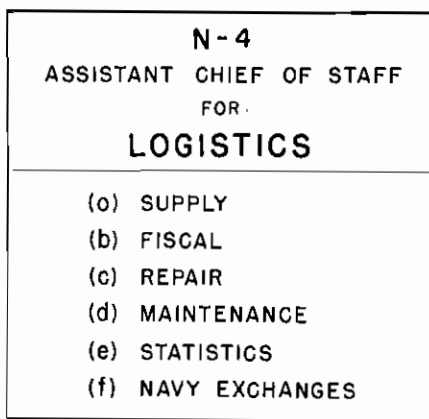 N-4
ASSISTANT CHIEF OF STAFF
FOR
LOGISTICS
(a) SUPPLY
(b) FISCAL
(c) REPAIR
(d) MAINTENANCE
(e) STATISTICS
(f) NAVY EXCHANGES